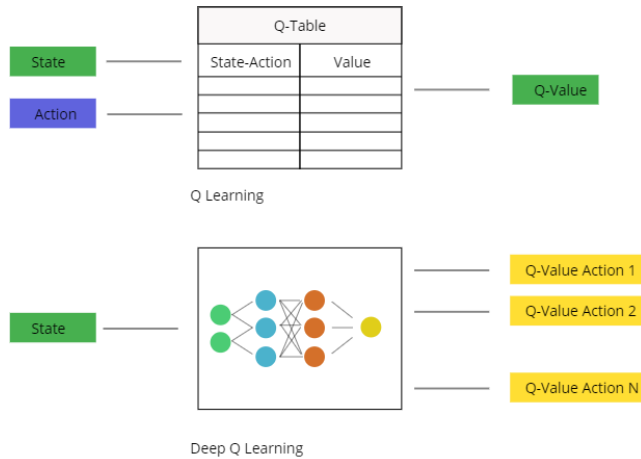 Q-Table
State-Action Value
State
Action
Q-Value
Q Learning
State
Q-Value Action 1
Q-Value Action 2
Q-Value Action N
Deep Q Learning